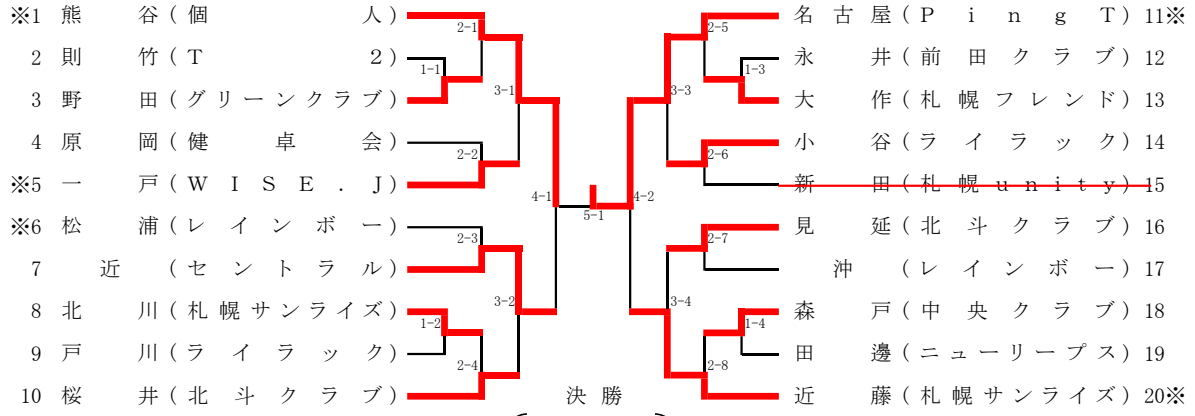 ※1 熊谷(個人)
2 則竹(T2)
3 野田(グリーンクラブ)
4 原岡(健卓会)
※5 一戸(WISE.J)
※6 松浦(レインボー)
7 近(セントラル)
8 北川(札幌サンライズ)
9 戸川(ライラック)
10 桜井(北斗クラブ)
2-1
1-1
3-1
2-2
4-1
2-3
3-2
1-2
2-4
5-1
決勝
2-5
1-3
3-3
2-6
4-2
2-7
3-4
1-4
2-8
名古屋(PingT)11※
永井(前田クラブ)12
大作(札幌フレンド)13
小谷(ライラック)14
新田(札幌unity)15
見延(北斗クラブ)16
沖(レインボー)17
森戸(中央クラブ)18
田邊(ニューリープス)19
近藤(札幌サンライズ)20※